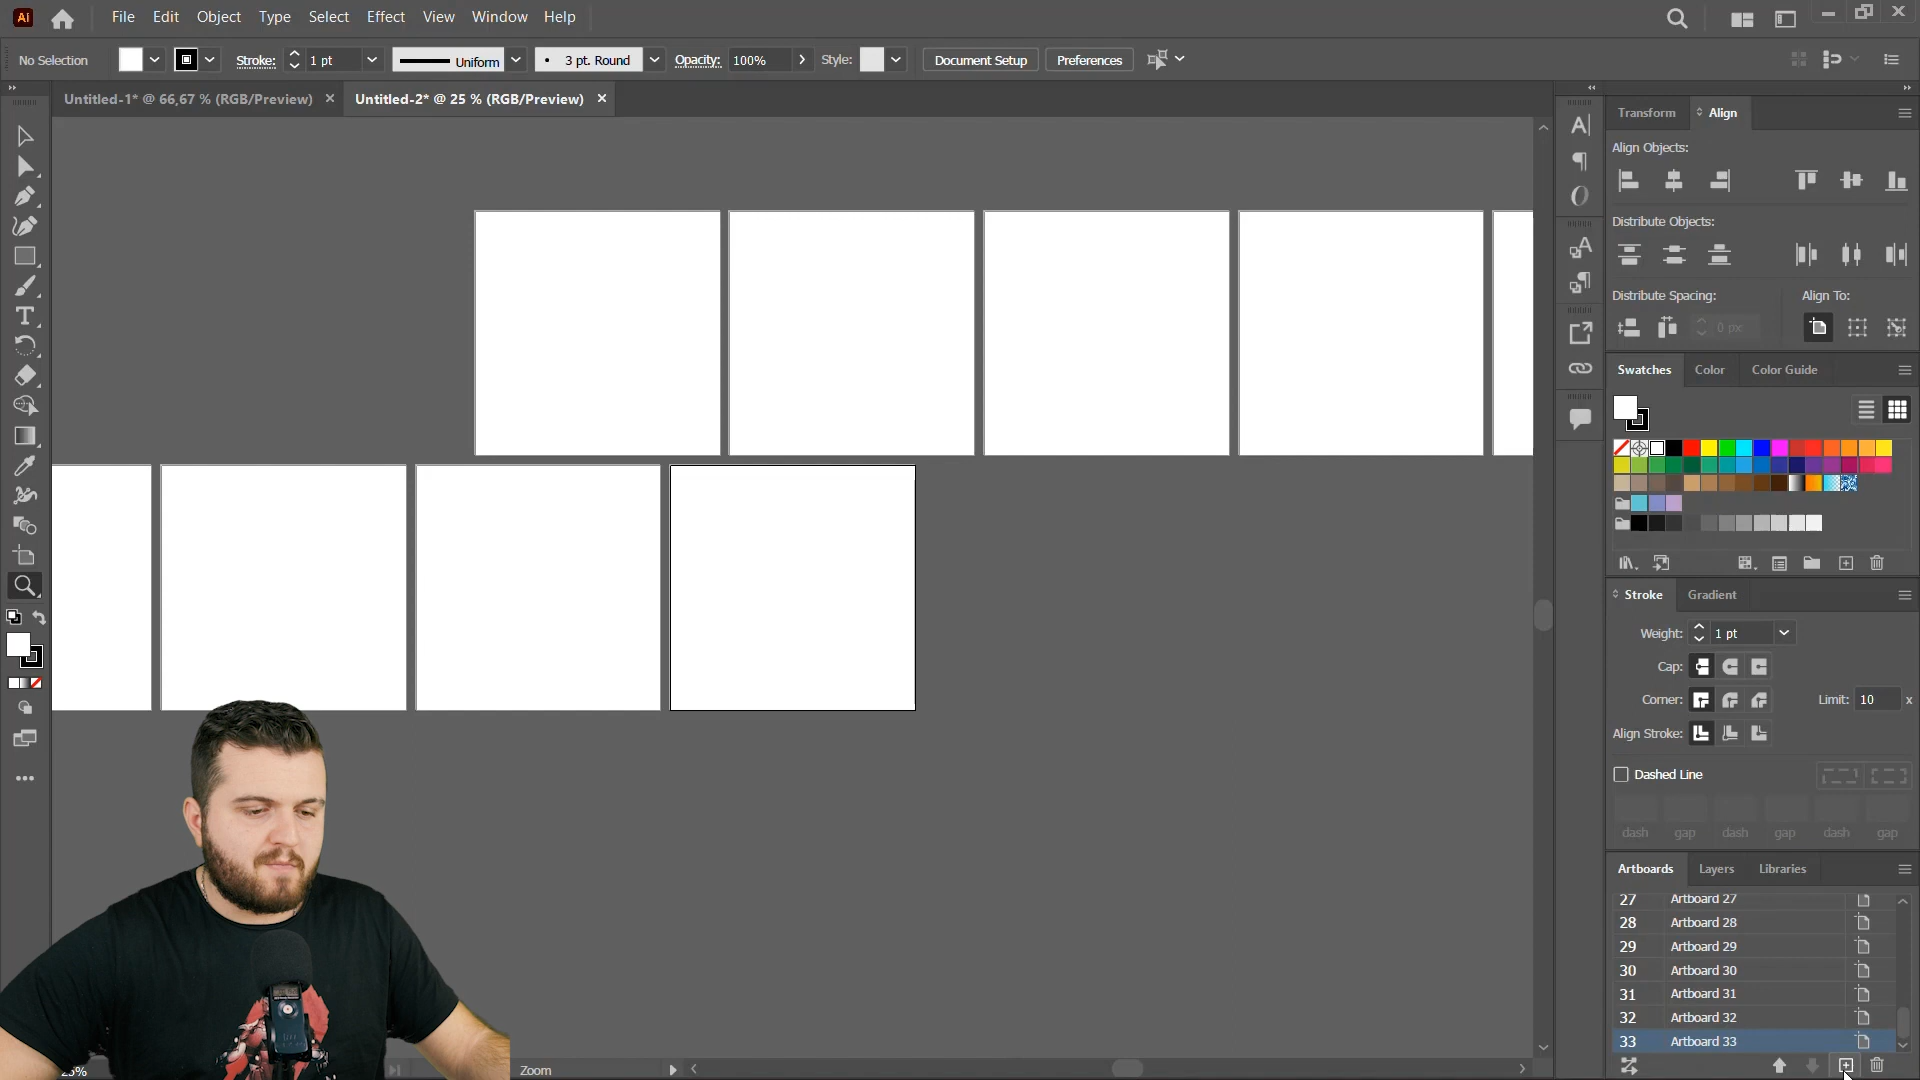 Ai File Edit Object Type Select Effect View Window Help
No Selection Stroke: 1 pt Uniform 3 pt. Round Opacity: 100% Style: Document Setup Preferences
Untitled-1* @ 66,67 % (RGB/Preview) × Untitled-2* @ 25 % (RGB/Preview) ×
Transform Align
Align Objects:
Distribute Objects:
Distribute Spacing: Align To:
0 px
Swatches Color Color Guide
Stroke Gradient
Weight: 1 pt
Cap:
Corner: Limit: 10 x
Align Stroke:
Dashed Line
dash gap dash gap dash gap
Artboards Layers Libraries
27 Artboard 27
28 Artboard 28
29 Artboard 29
30 Artboard 30
31 Artboard 31
32 Artboard 32
33 Artboard 33
25% Zoom